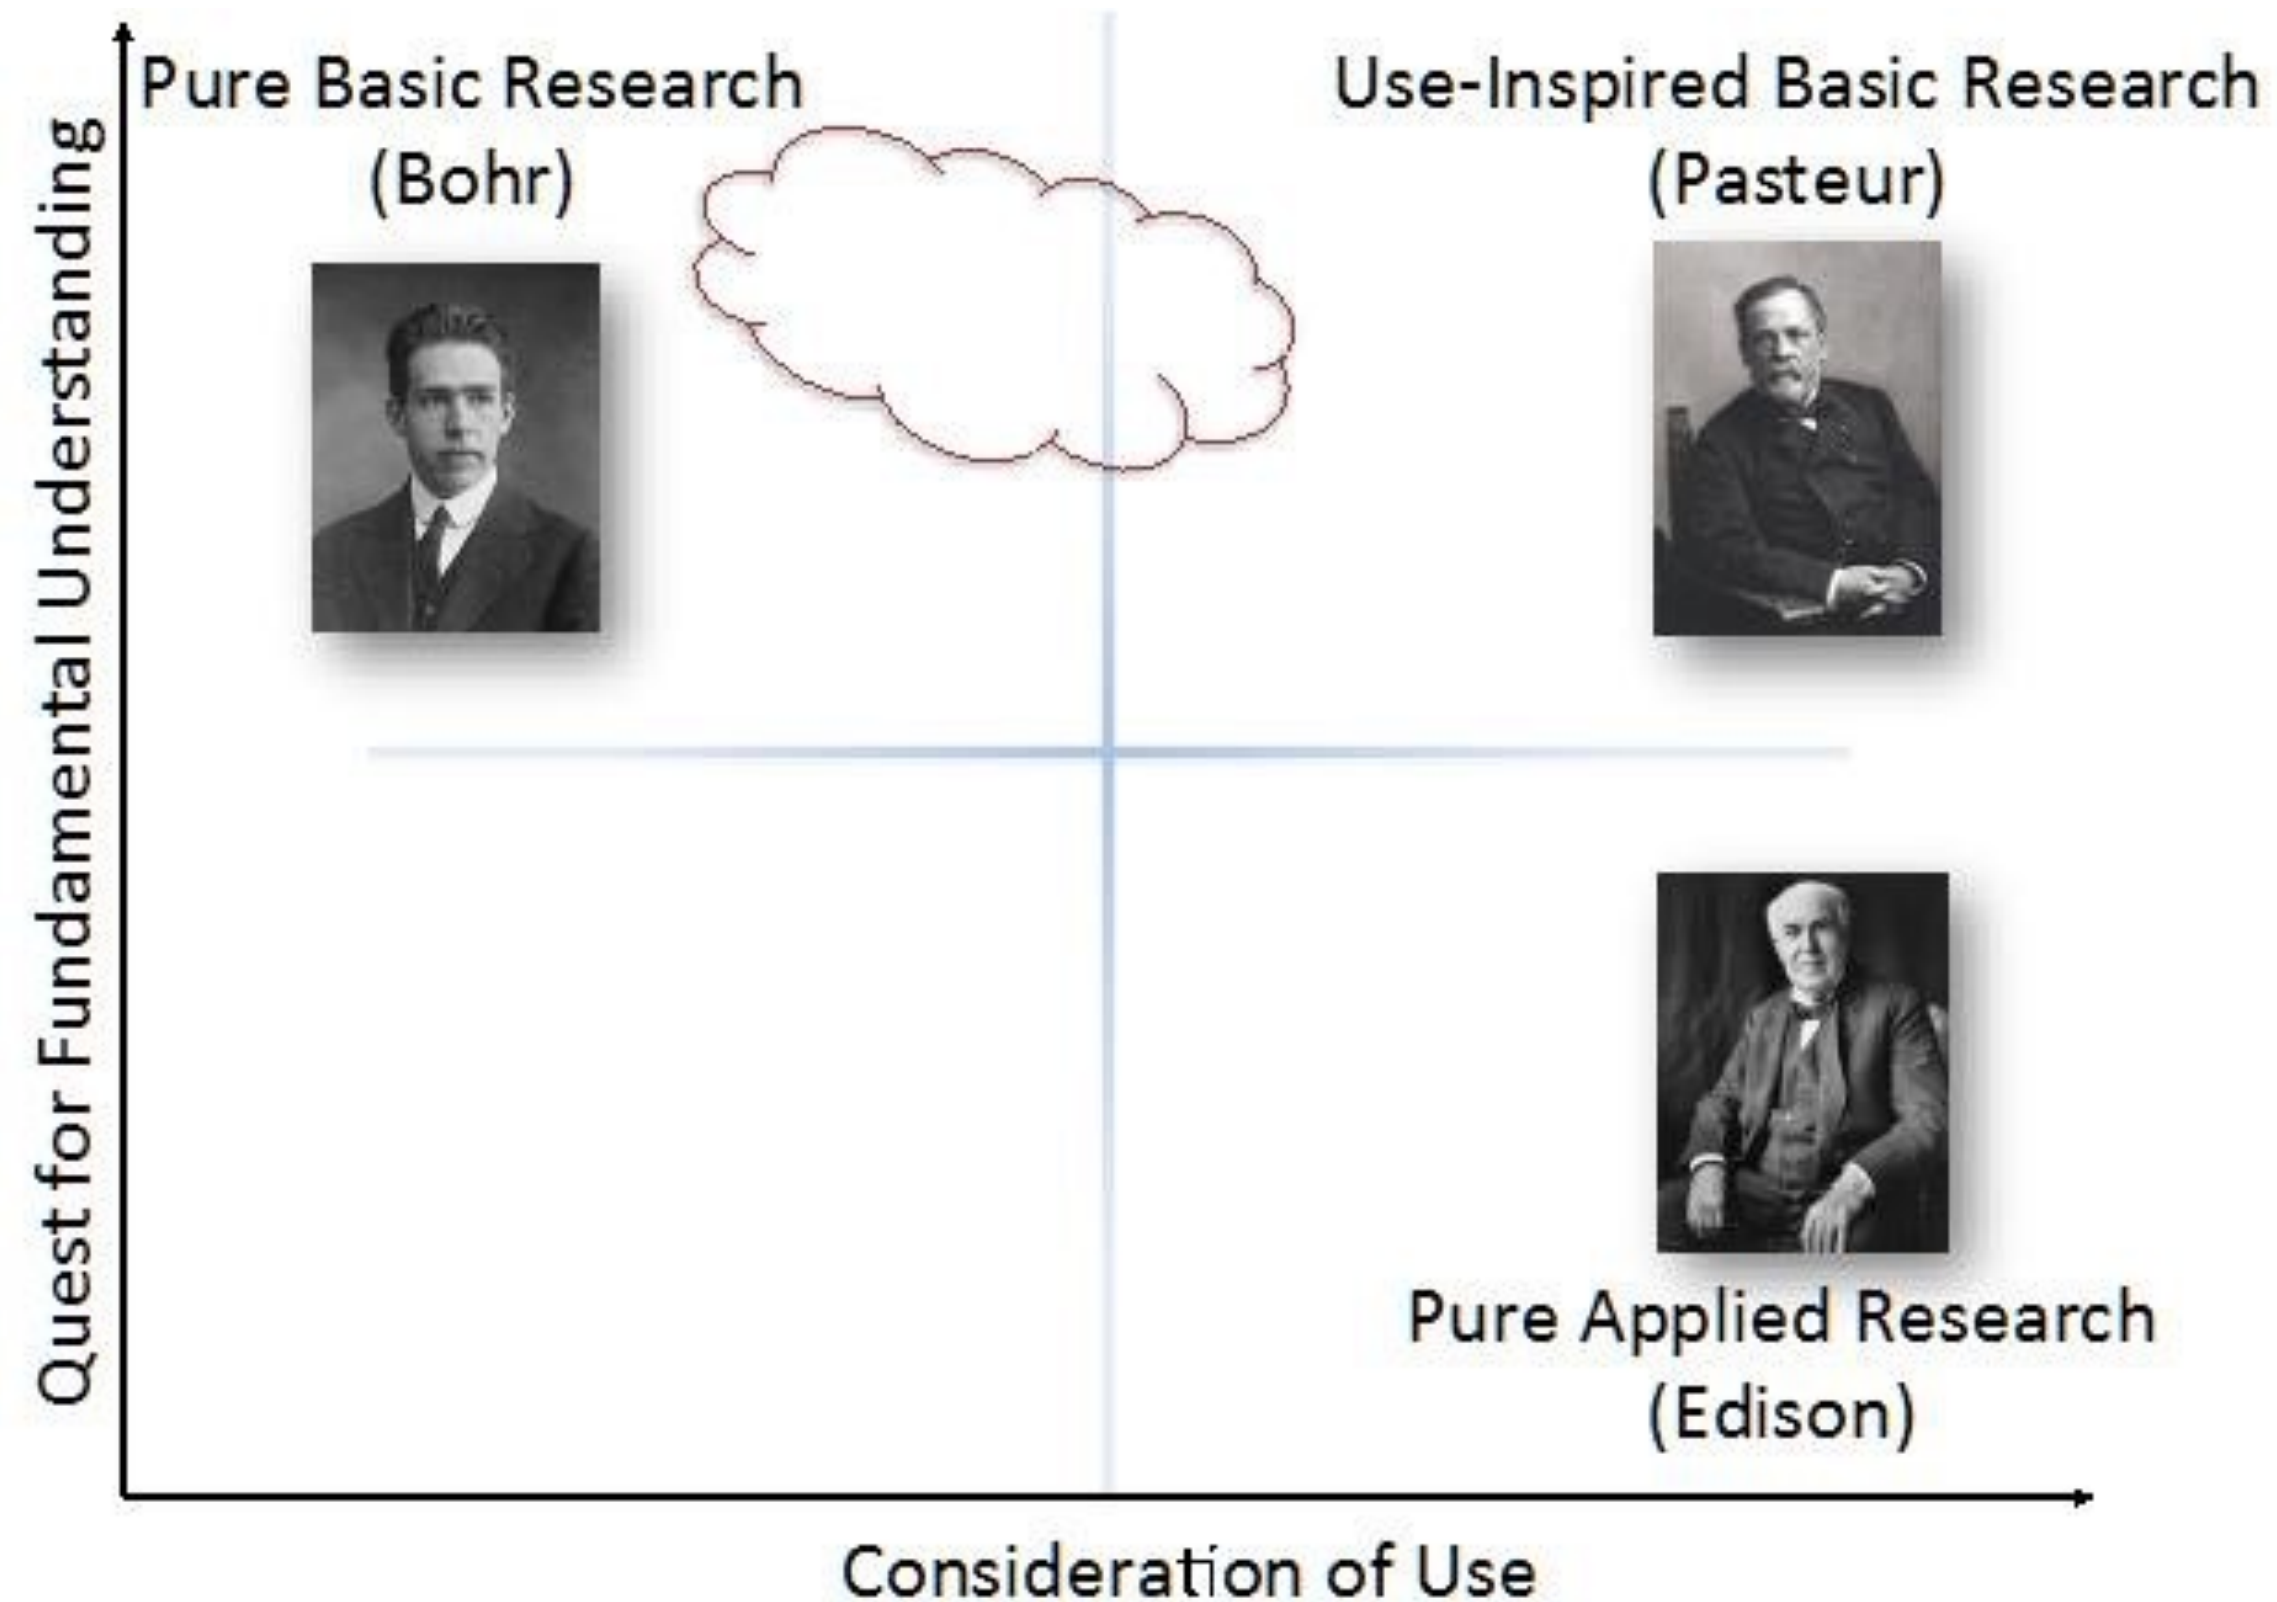 Pure Basic Research
(Bohr)
Use-Inspired Basic Research
(Pasteur)
Quest for Fundamental Understanding
Pure Applied Research
(Edison)
Consideration of Use